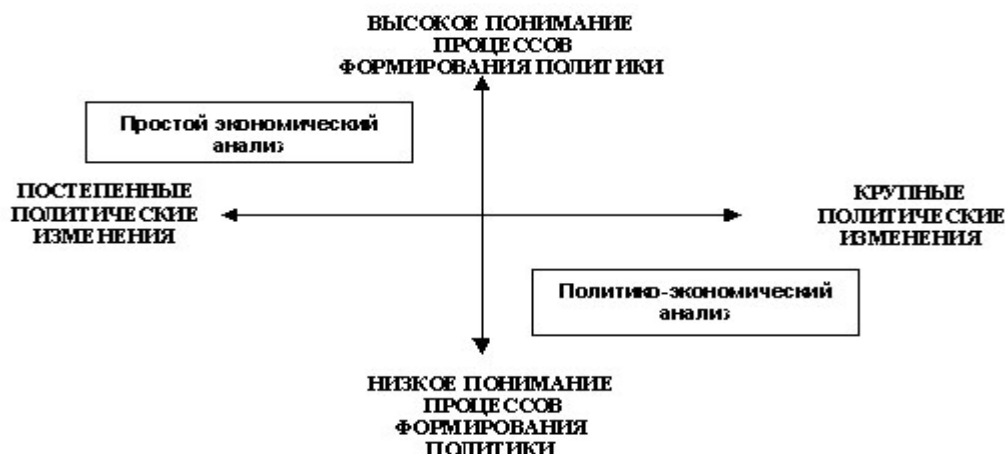 ВЫСОКОЕ ПОНИМАНИЕ
ПРОЦЕССОВ
ФОРМИРОВАНИЯ ПОЛИТИКИ
Простой экономический
анализ
ПОСТЕПЕННЫЕ
ПОЛИТИЧЕСКИЕ
ИЗМЕНЕНИЯ
КРУПНЫЕ
ПОЛИТИЧЕСКИЕ
ИЗМЕНЕНИЯ
Политико-экономический
анализ
НИЗКОЕ ПОНИМАНИЕ
ПРОЦЕССОВ
ФОРМИРОВАНИЯ
ПОЛИТИКИ